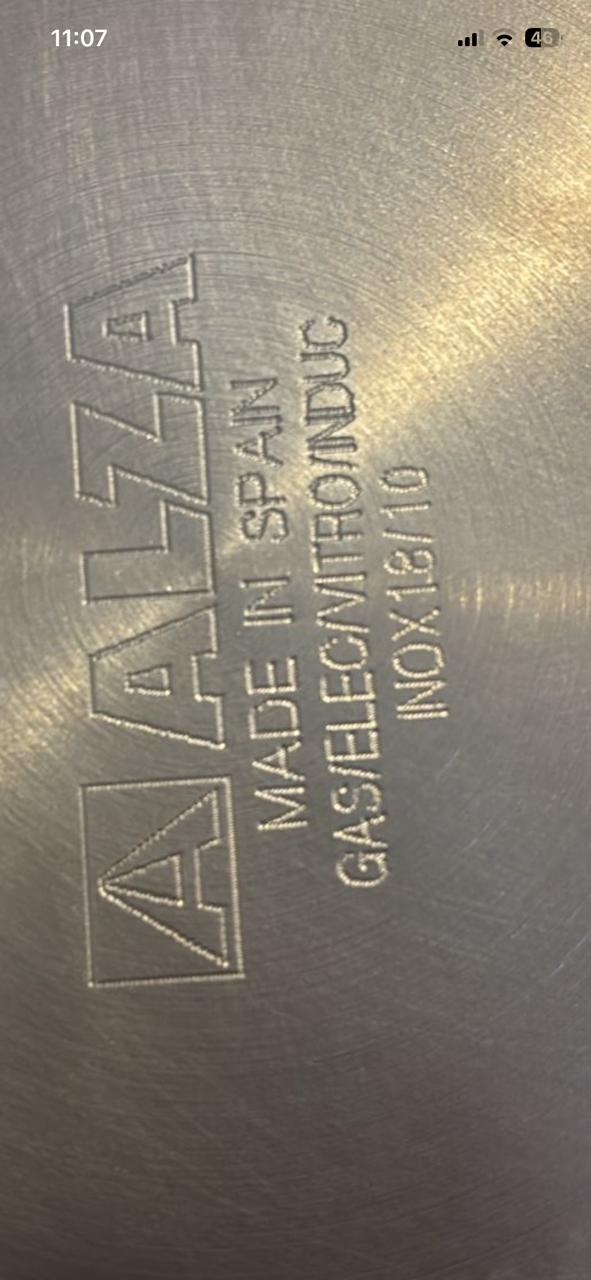 11:07
46
A ALZA
MADE IN SPAIN
GAS/ELEC/VITRO/INDUC
INOX 18/10